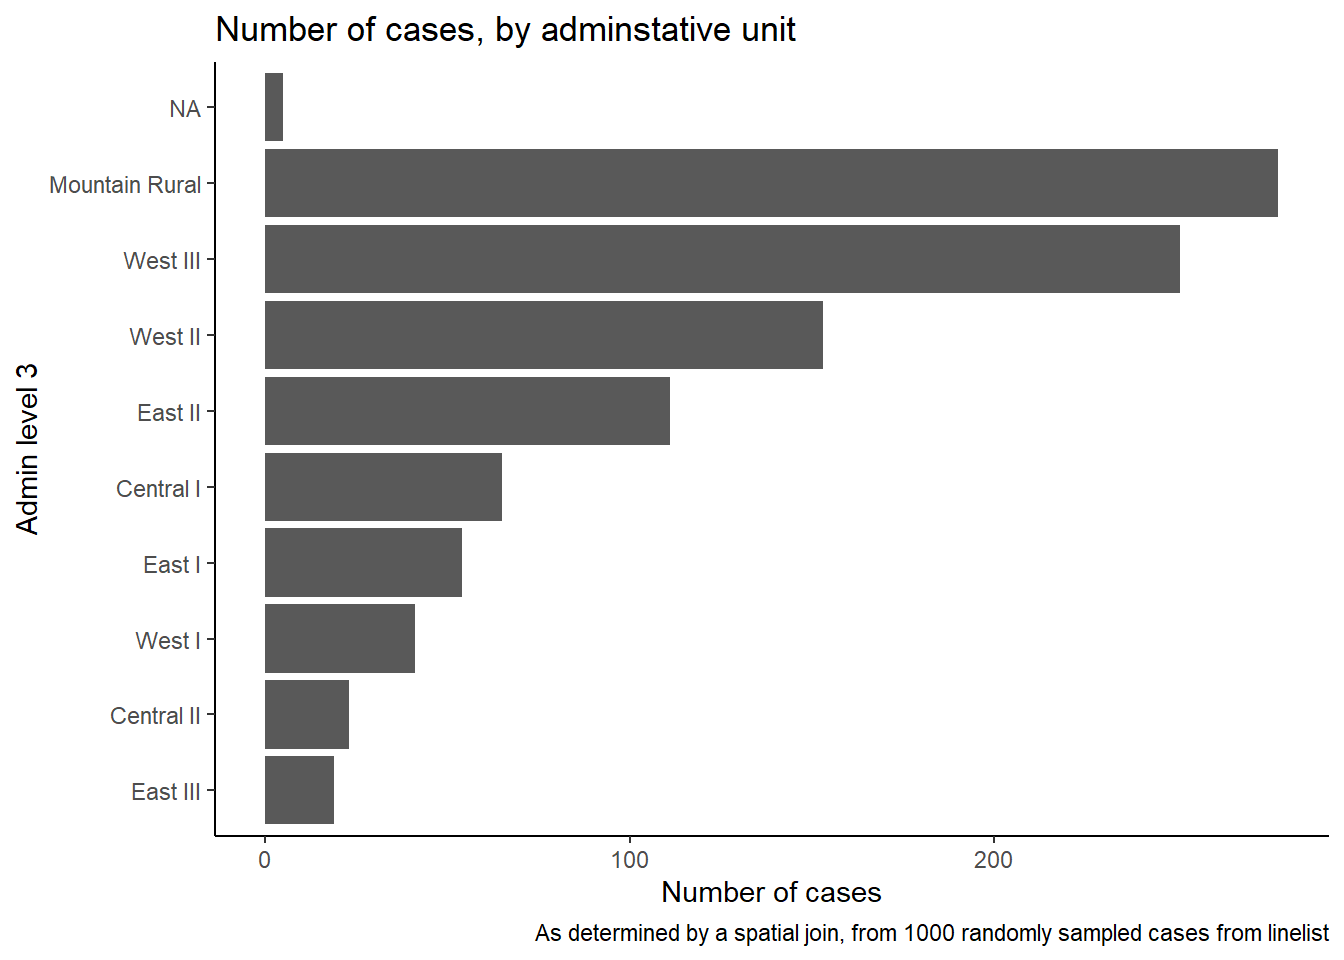 Number of cases, by adminstative unit
NA
Mountain Rural
West III
West II
East II
Central I
East I
West I
Central II
East III
Admin level 3
0 100 200
Number of cases
As determined by a spatial join, from 1000 randomly sampled cases from linelist